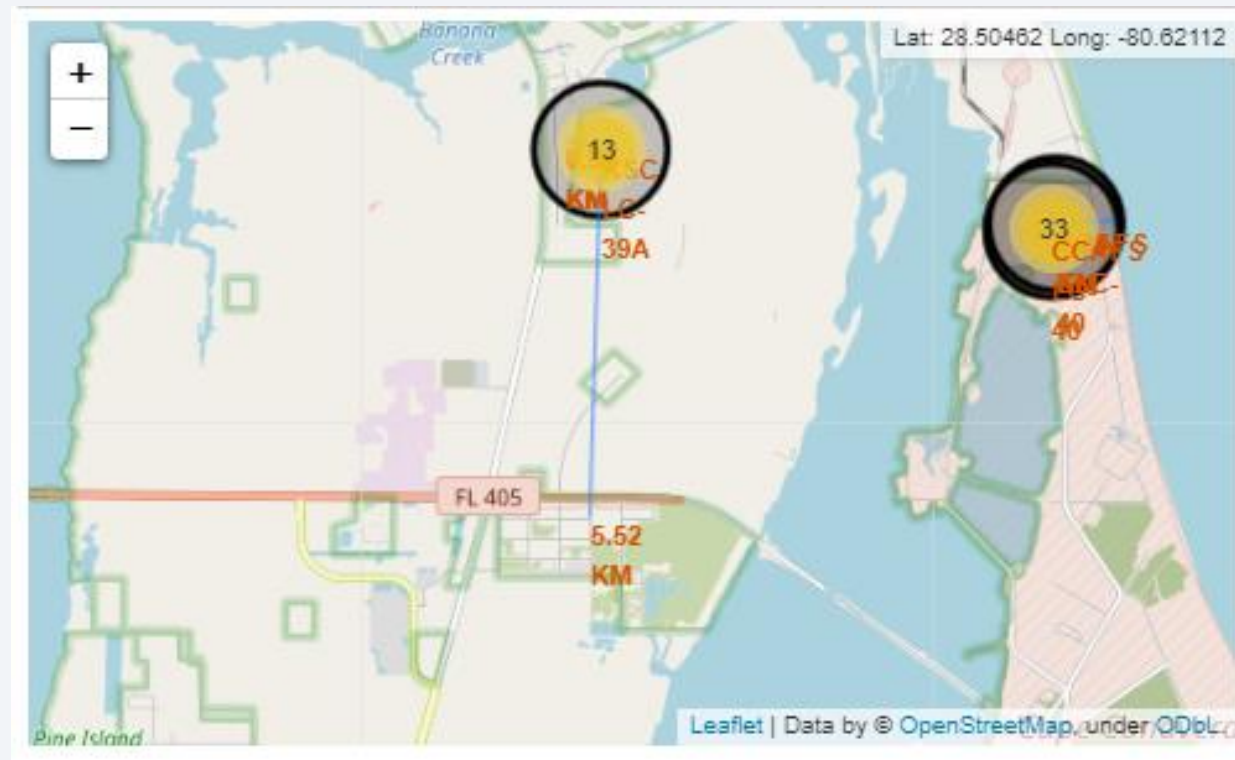 Banana
Creek
Lat: 28.50462 Long: -80.62112
+
−
13
KM
39A
33
40
FL 405
5.52
KM
Pine Island
Leaflet | Data by © OpenStreetMap, under ODbL.